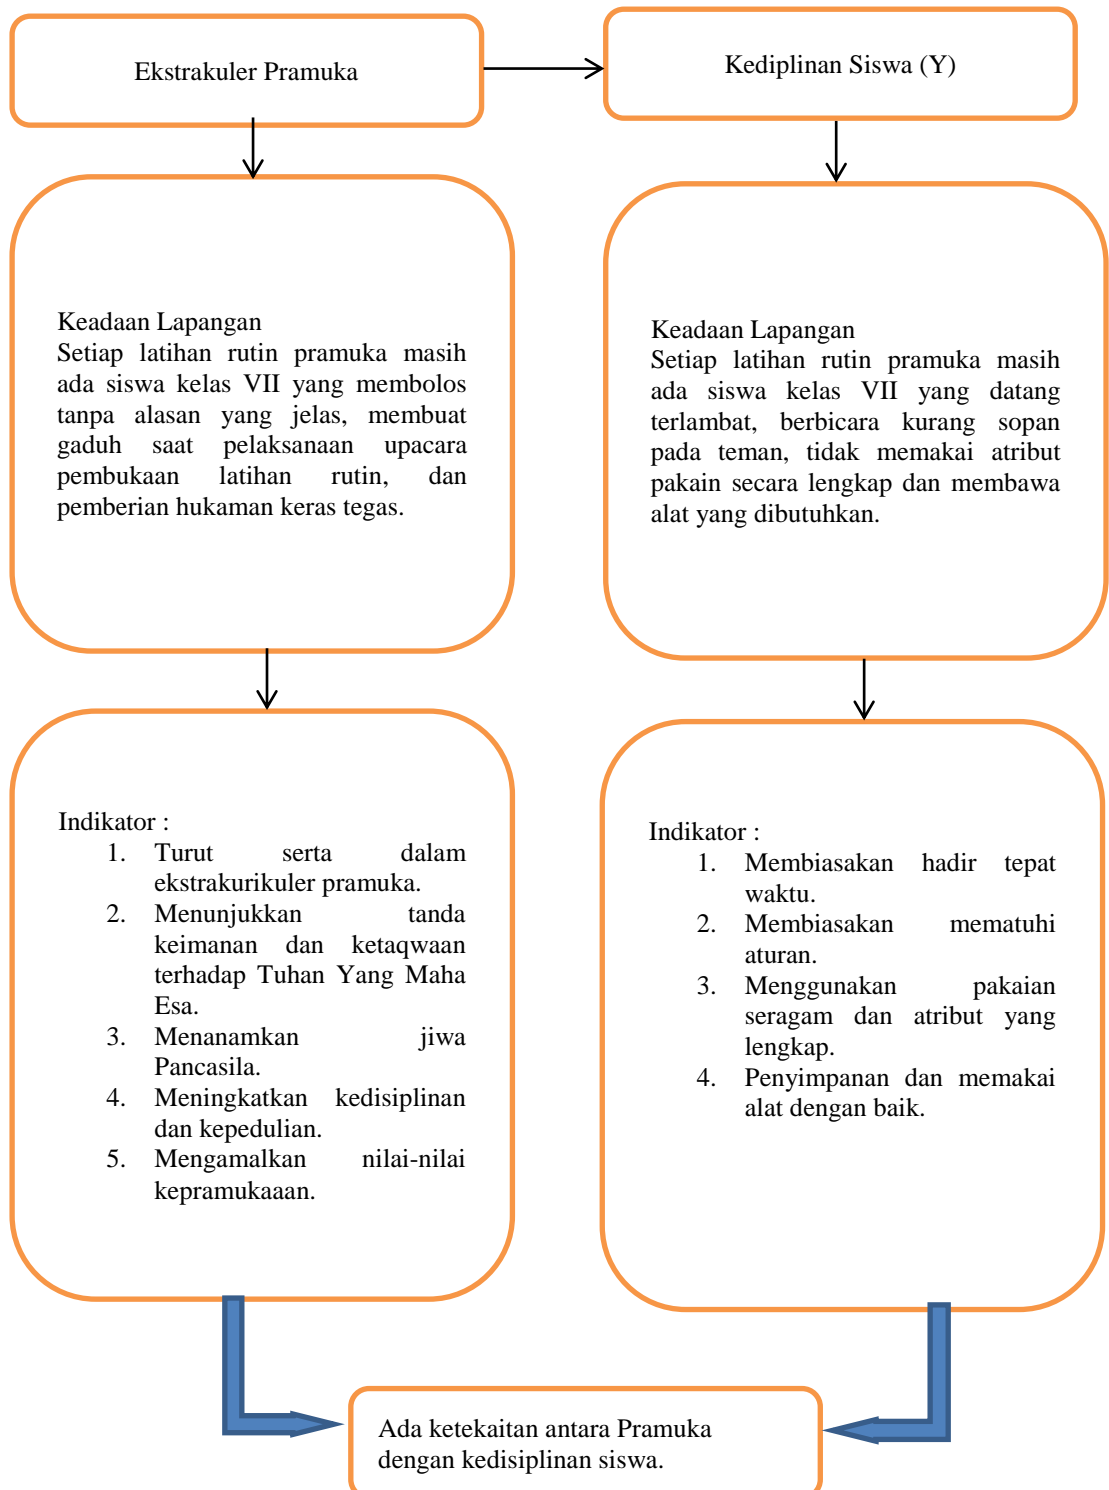 Ekstrakuler Pramuka
Kediplinan Siswa (Y)
Keadaan Lapangan
Setiap latihan rutin pramuka masih
ada siswa kelas VII yang membolos
tanpa alasan yang jelas, membuat
gaduh saat pelaksanaan upacara
pembukaan latihan rutin, dan
pemberian hukaman keras tegas.
Keadaan Lapangan
Setiap latihan rutin pramuka masih
ada siswa kelas VII yang datang
terlambat, berbicara kurang sopan
pada teman, tidak memakai atribut
pakain secara lengkap dan membawa
alat yang dibutuhkan.
Indikator :
1. Turut serta dalam
ekstrakurikuler pramuka.
2. Menunjukkan tanda
keimanan dan ketaqwaan
terhadap Tuhan Yang Maha
Esa.
3. Menanamkan jiwa
Pancasila.
4. Meningkatkan kedisiplinan
dan kepedulian.
5. Mengamalkan nilai-nilai
kepramukaaan.
Indikator :
1. Membiasakan hadir tepat
waktu.
2. Membiasakan mematuhi
aturan.
3. Menggunakan pakaian
seragam dan atribut yang
lengkap.
4. Penyimpanan dan memakai
alat dengan baik.
Ada ketekaitan antara Pramuka
dengan kedisiplinan siswa.